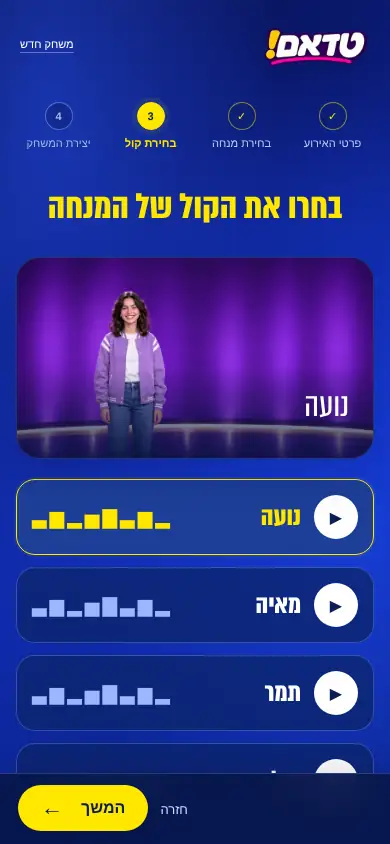 טדאם!
משחק חדש
✓ ✓ 3 4
פרטי האירוע בחירת מנחה בחירת קול יצירת המשחק
בחרו את הקול של המנחה
נועה
נועה
מאיה
תמר
חזרה
המשך ←